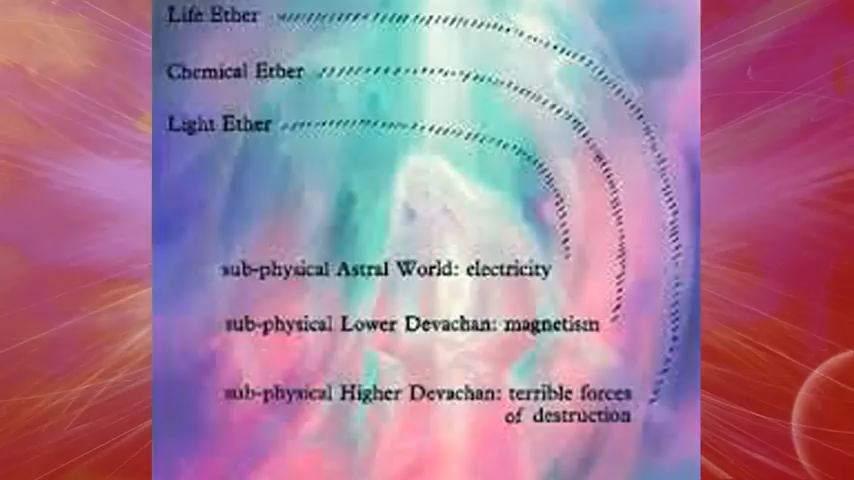 Life Ether
Chemical Ether
Light Ether
sub-physical Astral World: electricity
sub-physical Lower Devachan: magnetism
sub-physical Higher Devachan: terrible forces
of destruction